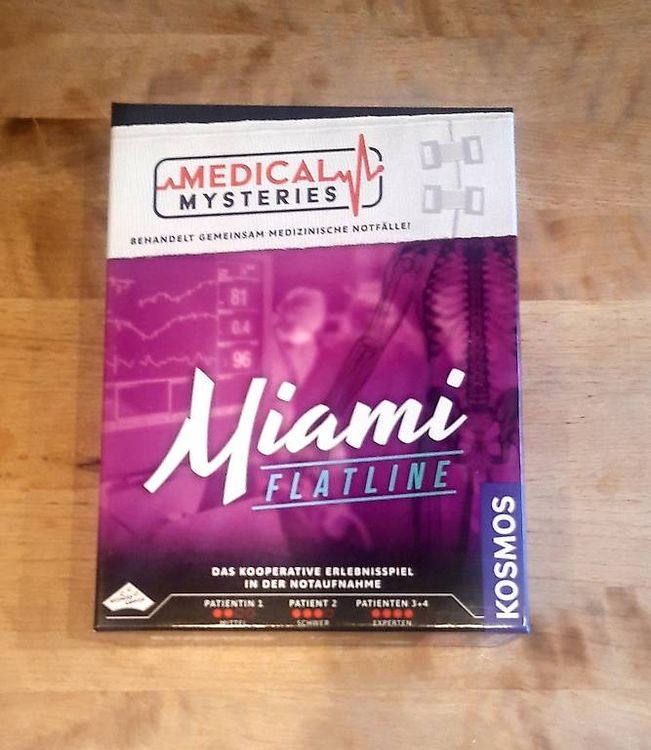 MEDICAL
MYSTERIES
BEHANDELT GEMEINSAM MEDIZINISCHE NOTFÄLLE!
81
0.4
96
Miami
FLATLINE
DAS KOOPERATIVE ERLEBNISSPIEL
IN DER NOTAUFNAHME
PATIENTIN 1 PATIENT 2 PATIENTEN 3+4
MITTEL SCHWER EXPERTEN
KOSMOS